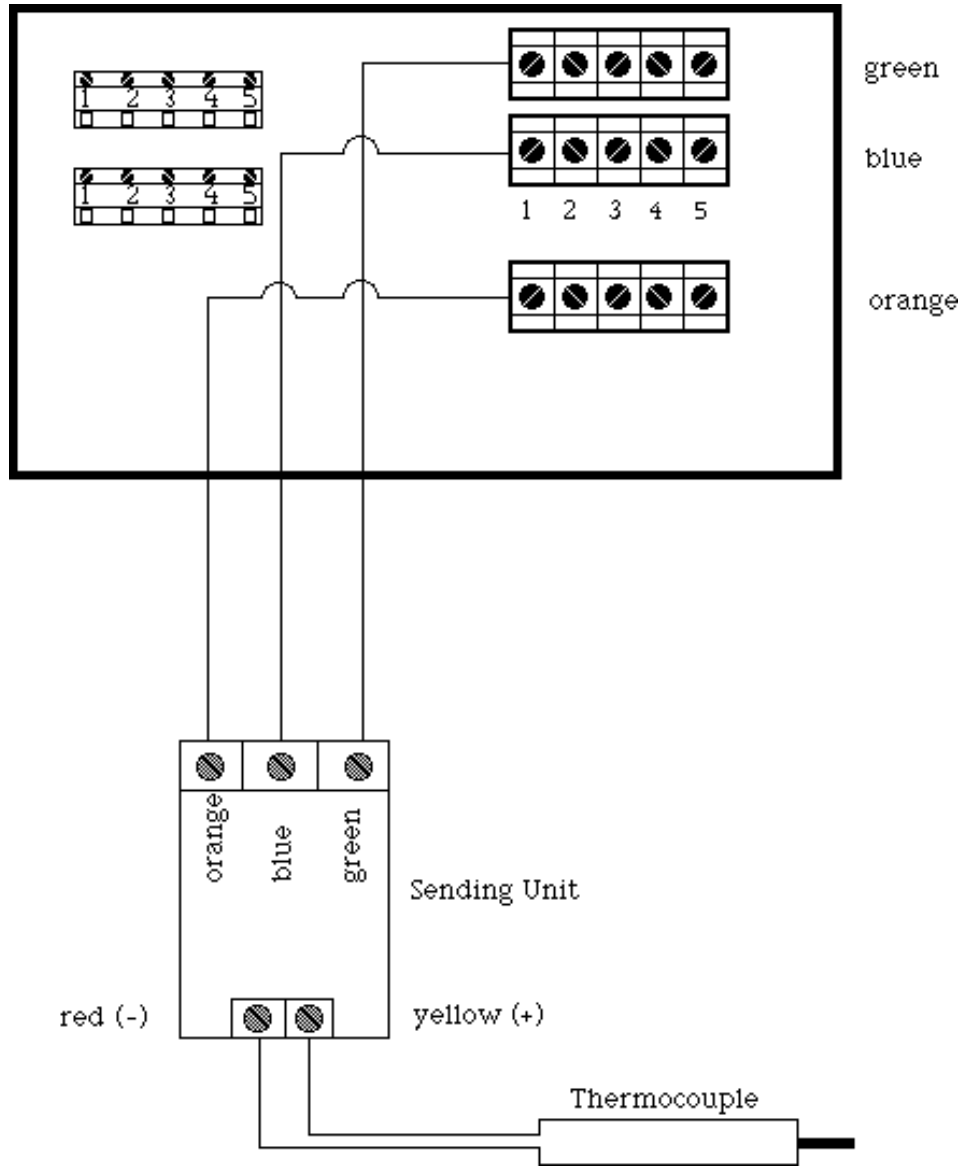 green
1 2 3 4 5
blue
1 2 3 4 5
1 2 3 4 5
orange
orange
blue
green
Sending Unit
red (-)
yellow (+)
Thermocouple